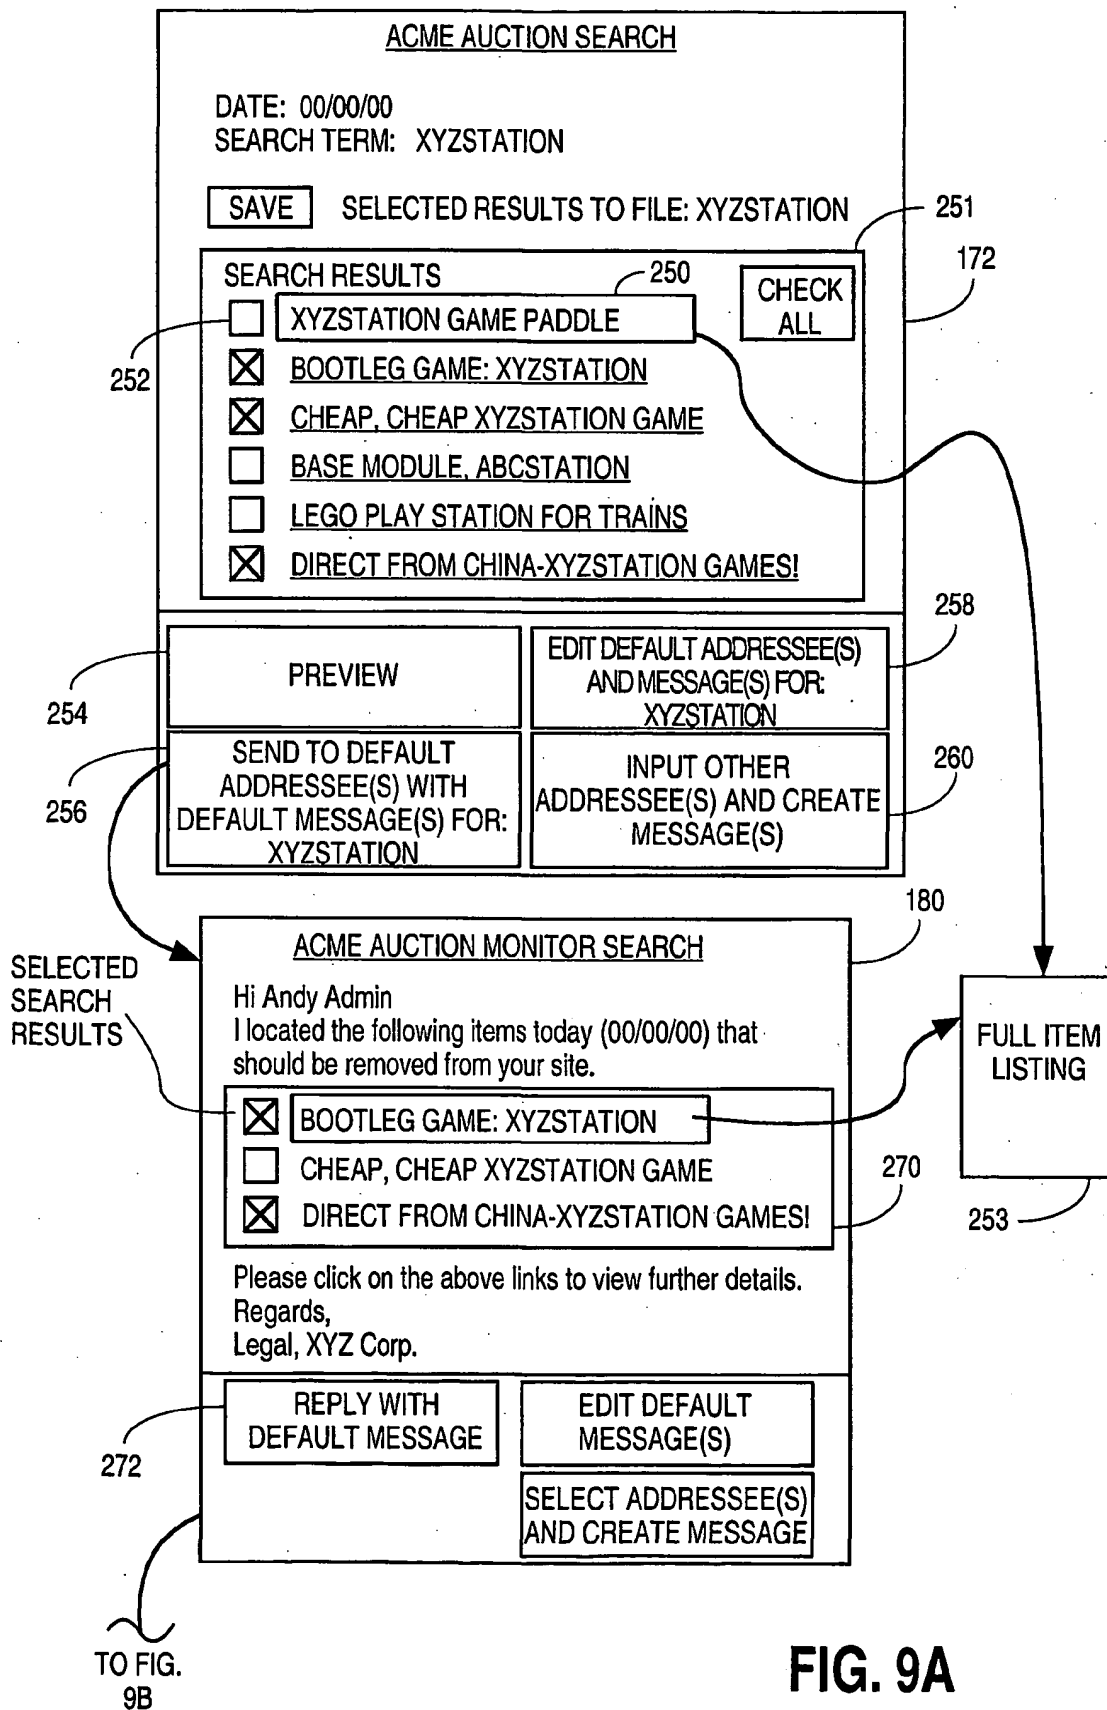 ACME AUCTION SEARCH
DATE: 00/00/00
SEARCH TERM: XYZSTATION
SAVE SELECTED RESULTS TO FILE: XYZSTATION
251
172
SEARCH RESULTS
250
CHECK
ALL
XYZSTATION GAME PADDLE
252
BOOTLEG GAME: XYZSTATION
CHEAP, CHEAP XYZSTATION GAME
BASE MODULE, ABCSTATION
LEGO PLAY STATION FOR TRAINS
DIRECT FROM CHINA-XYZSTATION GAMES!
258
PREVIEW
254
EDIT DEFAULT ADDRESSEE(S)
AND MESSAGE(S) FOR:
XYZSTATION
SEND TO DEFAULT
ADDRESSEE(S) WITH
DEFAULT MESSAGE(S) FOR:
XYZSTATION
256
INPUT OTHER
ADDRESSEE(S) AND CREATE
MESSAGE(S)
260
180
ACME AUCTION MONITOR SEARCH
SELECTED
SEARCH
RESULTS
Hi Andy Admin
I located the following items today (00/00/00) that
should be removed from your site.
FULL ITEM
LISTING
253
BOOTLEG GAME: XYZSTATION
CHEAP, CHEAP XYZSTATION GAME
DIRECT FROM CHINA-XYZSTATION GAMES!
270
Please click on the above links to view further details.
Regards,
Legal, XYZ Corp.
REPLY WITH
DEFAULT MESSAGE
272
EDIT DEFAULT
MESSAGE(S)
SELECT ADDRESSEE(S)
AND CREATE MESSAGE
TO FIG.
9B
FIG. 9A